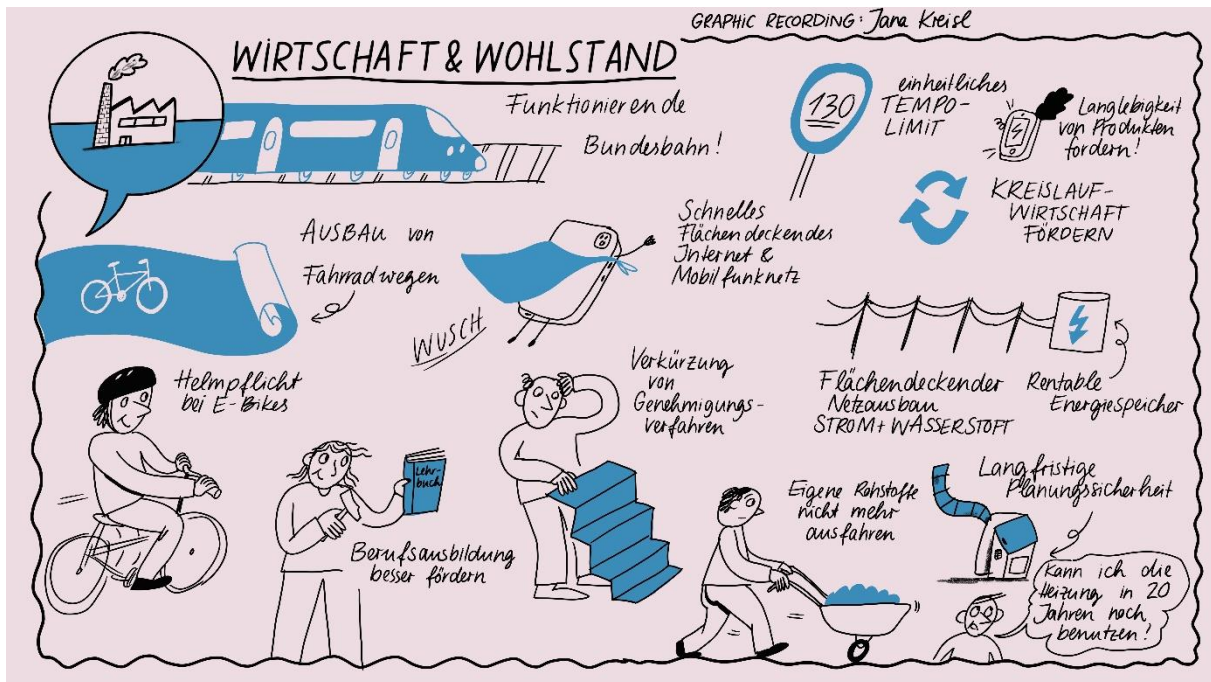 GRAPHIC RECORDING: Jana Kreisl
WIRTSCHAFT & WOHLSTAND
Funktionierende
Bundesbahn!
130
einheitliches
TEMPO-
LIMIT
Langlebigkeit
von Produkten
fordern!
KREISLAUF-
WIRTSCHAFT
FÖRDERN
AUSBAU von
Fahrradwegen
WUSCH
Schnelles
Flächendeckendes
Internet &
Mobilfunknetz
Helmpflicht
bei E-Bikes
Verkürzung
von
Genehmigungs-
verfahren
Flächendeckender
Netzausbau
STROM + WASSERSTOFF
Rentable
Energiespeicher
Lehr-
buch
Berufsausbildung
besser fördern
Eigene Rohstoffe
nicht mehr
ausfahren
Langfristige
Planungssicherheit
Kann ich die
Heizung in 20
Jahren noch
benutzen!